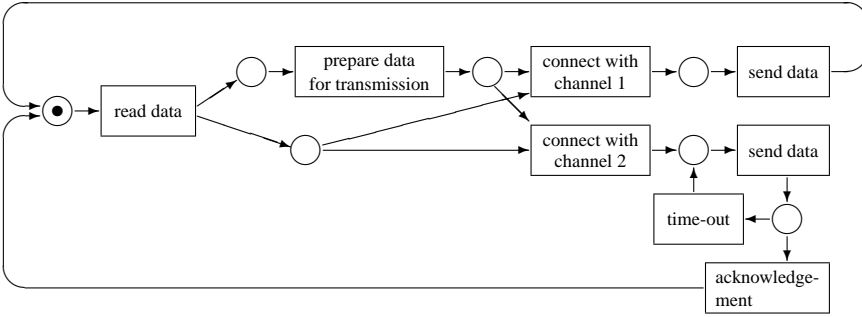 prepare data
for transmission
connect with
channel 1
send data
read data
connect with
channel 2
send data
time-out
acknowledge-
ment